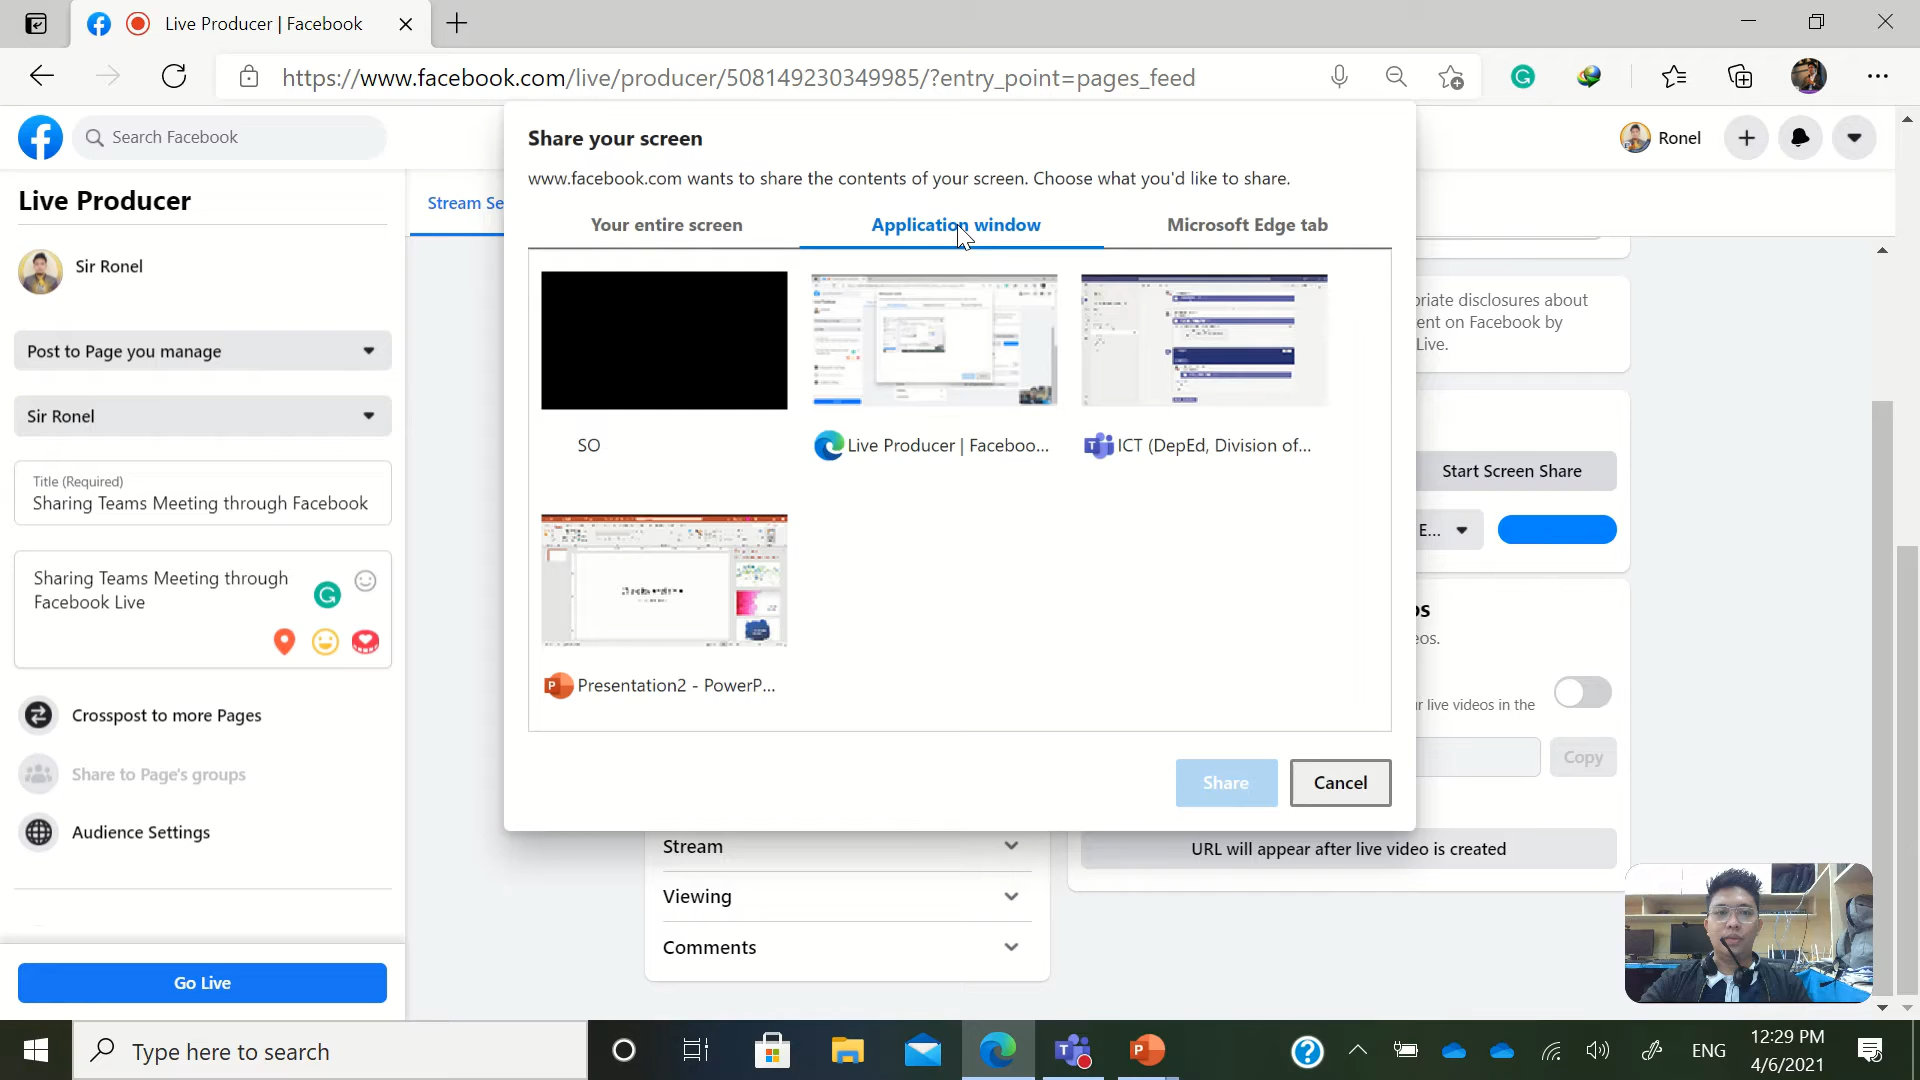 Live Producer | Facebook
https://www.facebook.com/live/producer/508149230349985/?entry_point=pages_feed
Search Facebook
Ronel
Live Producer
Stream Se
Sir Ronel
Post to Page you manage
Sir Ronel
Title (Required)
Sharing Teams Meeting through Facebook
Sharing Teams Meeting through
Facebook Live
Crosspost to more Pages
Share to Page's groups
Audience Settings
Go Live
Share your screen
www.facebook.com wants to share the contents of your screen. Choose what you'd like to share.
Your entire screen
Application window
Microsoft Edge tab
SO
Live Producer | Faceboo...
ICT (DepEd, Division of...
Presentation2 - PowerP...
Share
Cancel
Stream
Viewing
Comments
priate disclosures about
ent on Facebook by
Live.
Start Screen Share
E...
os
eos.
ur live videos in the
Copy
URL will appear after live video is created
Type here to search
ENG
12:29 PM
4/6/2021